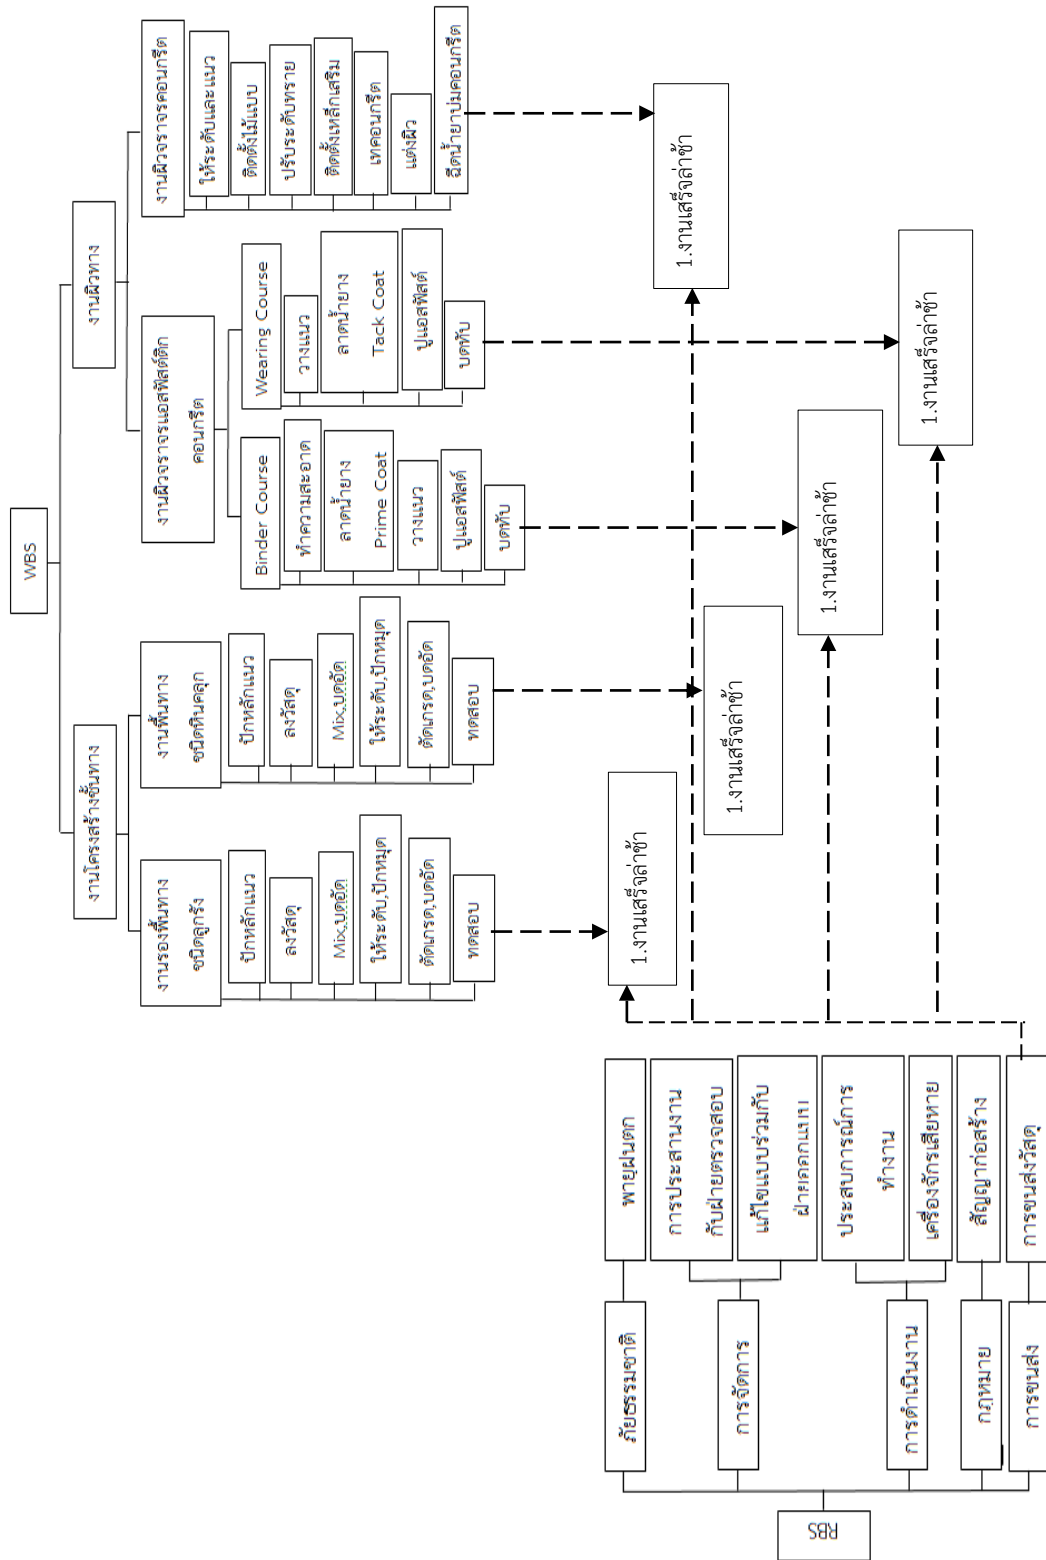 WBS
งานโครงสร้างชั้นทาง
งานผิวทาง
งานรองพื้นทาง
ชนิดลูกรัง
ปักหลักแนว
ลงวัสดุ
Mix,บดอัด
ให้ระดับ,ปักหมุด
ตัดเกรด,บดอัด
ทดสอบ
งานพื้นทาง
ชนิดหินคลุก
ปักหลักแนว
ลงวัสดุ
Mix,บดอัด
ให้ระดับ,ปักหมุด
ตัดเกรด,บดอัด
ทดสอบ
งานผิวจราจรแอสฟัลต์ติก
คอนกรีต
Binder Course
ทำความสะอาด
ลาดน้ำยาง
Prime Coat
วางแนว
ปูแอสฟัลต์
บดทับ
Wearing Course
วางแนว
ลาดน้ำยาง
Tack Coat
ปูแอสฟัลต์
บดทับ
งานผิวจราจรคอนกรีต
ให้ระดับและแนว
ติดตั้งไม้แบบ
ปรับระดับทราย
ติดตั้งเหล็กเสริม
เทคอนกรีต
แต่งผิว
ฉีดน้ำยาบ่มคอนกรีต
1.งานเสร็จล่าช้า
1.งานเสร็จล่าช้า
1.งานเสร็จล่าช้า
1.งานเสร็จล่าช้า
1.งานเสร็จล่าช้า
RBS
ภัยธรรมชาติ
พายุฝนตก
การจัดการ
การประสานงาน
กับฝ่ายตรวจสอบ
แก้ไขแบบร่วมกับ
ฝ่ายออกแบบ
การดำเนินงาน
ประสบการณ์การ
ทำงาน
เครื่องจักรเสียหาย
กฎหมาย
สัญญาก่อสร้าง
การขนส่ง
การขนส่งวัสดุ